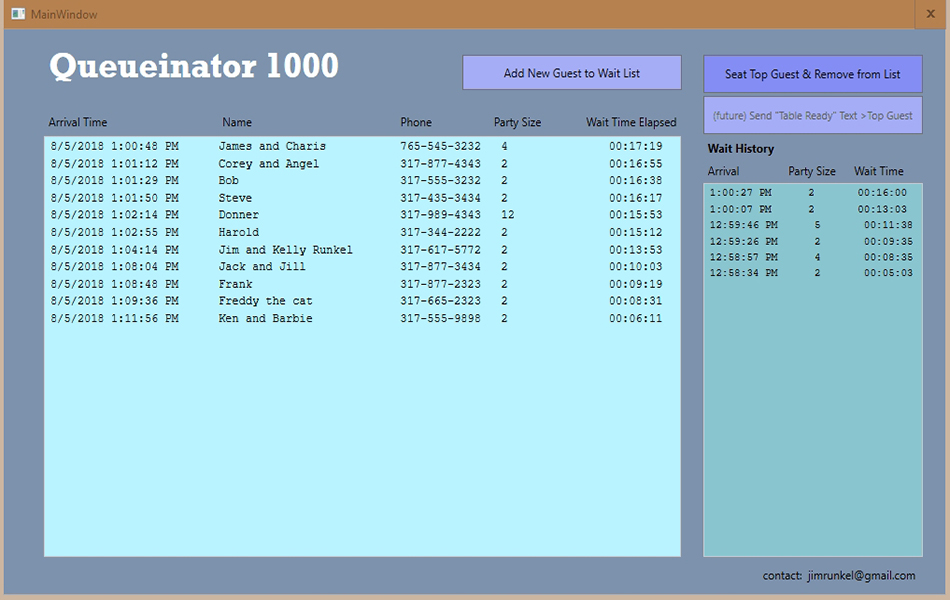 MainWindow
Queueinator 1000
Add New Guest to Wait List
Seat Top Guest & Remove from List
(future) Send "Table Ready" Text >Top Guest
Arrival Time Name Phone Party Size Wait Time Elapsed
8/5/2018 1:00:48 PM James and Charis 765-545-3232 4 00:17:19
8/5/2018 1:01:12 PM Corey and Angel 317-877-4343 2 00:16:55
8/5/2018 1:01:29 PM Bob 317-555-3232 2 00:16:38
8/5/2018 1:01:50 PM Steve 317-435-3434 2 00:16:17
8/5/2018 1:02:14 PM Donner 317-989-4343 12 00:15:53
8/5/2018 1:02:55 PM Harold 317-344-2222 2 00:15:12
8/5/2018 1:04:14 PM Jim and Kelly Runkel 317-617-5772 2 00:13:53
8/5/2018 1:08:04 PM Jack and Jill 317-877-3434 2 00:10:03
8/5/2018 1:08:48 PM Frank 317-877-2323 2 00:09:19
8/5/2018 1:09:36 PM Freddy the cat 317-665-2323 2 00:08:31
8/5/2018 1:11:56 PM Ken and Barbie 317-555-9898 2 00:06:11
Wait History
Arrival Party Size Wait Time
1:00:27 PM 2 00:16:00
1:00:07 PM 2 00:13:03
12:59:46 PM 5 00:11:38
12:59:26 PM 2 00:09:35
12:58:57 PM 4 00:08:35
12:58:34 PM 2 00:05:03
contact: jimrunkel@gmail.com